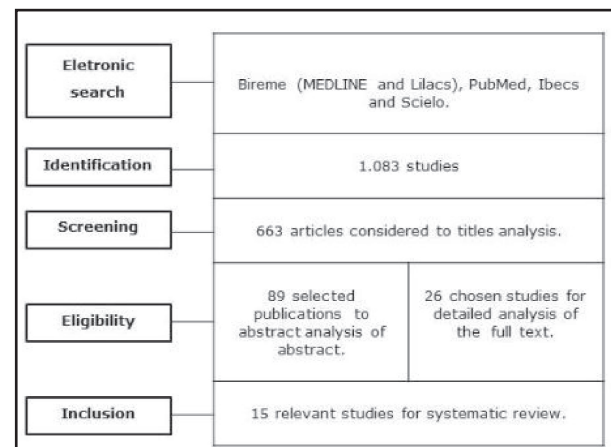 Eletronic
search
Bireme (MEDLINE and Lilacs), PubMed, Ibecs
and Scielo.
Identification
1.083 studies
Screening
663 articles considered to titles analysis.
Eligibility
89 selected
publications to
abstract analysis of
abstract.
26 chosen studies for
detailed analysis of
the full text.
Inclusion
15 relevant studies for systematic review.